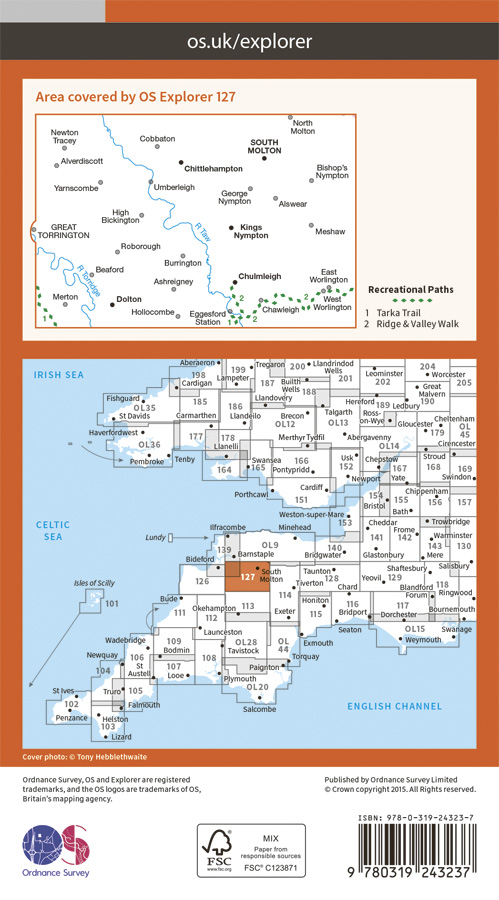 os.uk/explorer
Area covered by OS Explorer 127
North
Molton
Newton
Tracey
Cobbaton
SOUTH
MOLTON
Alverdiscott
Chittlehampton
Bishop's
Nympton
Yarnscombe
Umberleigh
George
Nympton
Alswear
High
Bickington
R Taw
GREAT
TORRINGTON
Kings
Nympton
Meshaw
Roborough
Burrington
R Torridge
Beaford
Ashreigney
Chulmleigh
East
Worlington
Merton
Dolton
Hollocombe
Eggesford
Station
Chawleigh
West
Worlington
1
1
2
2
2
Recreational Paths
1 Tarka Trail
2 Ridge & Valley Walk
IRISH SEA
Aberaeron
198
Cardigan
199
Lampeter
Tregaron
187
200
Builth
Wells
188
Llandrindod
Wells
201
Leominster
202
204
Worcester
205
Great
Malvern
190
Fishguard
OL35
St Davids
185
Carmarthen
186
Llandeilo
Llandovery
Brecon
OL12
Talgarth
OL13
Hereford
189
Ledbury
Ross-
on-Wye
Gloucester
179
Cheltenham
OL
45
Cirencester
Haverfordwest
OL36
Pembroke
Tenby
177
178
Llanelli
164
Swansea
165
Merthyr Tydfil
166
Pontypridd
Abergavenny
Usk
152
OL14
Chepstow
Newport
167
Yate
Stroud
168
169
Swindon
Porthcawl
151
Cardiff
154
Bristol
155
Bath
Chippenham
156
157
Weston-super-Mare
153
CELTIC
SEA
Lundy
Ilfracombe
139
Barnstaple
OL9
Minehead
140
Bridgwater
Cheddar
141
Glastonbury
Frome
142
Trowbridge
Warminster
143
130
Mere
Salisbury
Bideford
126
127
South
Molton
114
Tiverton
Taunton
128
Chard
Yeovil
129
Shaftesbury
118
Blandford
Forum
117
Ringwood
Bournemouth
Isles of Scilly
101
Bude
111
Okehampton
112
113
Exeter
Honiton
115
116
Bridport
Dorchester
OL15
Weymouth
Swanage
Seaton
Exmouth
Launceston
Wadebridge
109
Bodmin
108
OL28
Tavistock
OL
44
Torquay
Paignton
Newquay
104
106
St
Austell
107
Looe
Plymouth
OL20
Salcombe
St Ives
102
Penzance
Truro
105
Falmouth
Helston
103
Lizard
ENGLISH CHANNEL
Cover photo: © Tony Hebblethwaite
Ordnance Survey, OS and Explorer are registered
trademarks, and the OS logos are trademarks of OS,
Britain's mapping agency.
Published by Ordnance Survey Limited
© Crown copyright 2015. All Rights reserved.
OS
Ordnance Survey
FSC
www.fsc.org
MIX
Paper from
responsible sources
FSC® C123871
ISBN: 978-0-319-24323-7
9 780319 243237